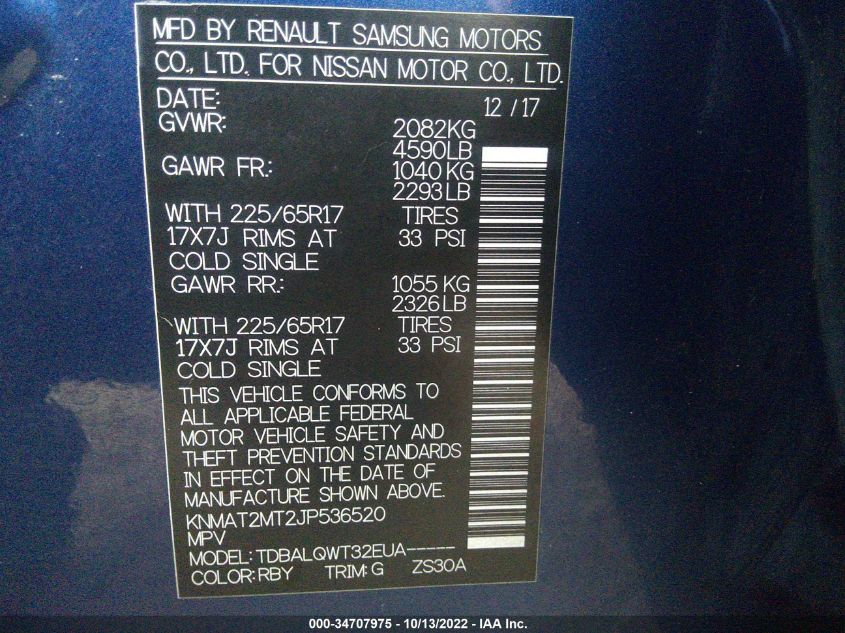 MFD BY RENAULT SAMSUNG MOTORS
CO., LTD. FOR NISSAN MOTOR CO., LTD.
DATE: 12 / 17
GVWR: 2082KG
4590LB
GAWR FR.: 1040 KG
2293 LB
WITH 225/65R17 TIRES
17X7J RIMS AT 33 PSI
COLD SINGLE
GAWR RR.: 1055 KG
2326 LB
WITH 225/65R17 TIRES
17X7J RIMS AT 33 PSI
COLD SINGLE
THIS VEHICLE CONFORMS TO
ALL APPLICABLE FEDERAL
MOTOR VEHICLE SAFETY AND
THEFT PREVENTION STANDARDS
IN EFFECT ON THE DATE OF
MANUFACTURE SHOWN ABOVE.
KNMAT2MT2JP536520
MPV
MODEL: TDBALQWT32EUA-----
COLOR: RBY TRIM: G ZS30A
000-34707975 - 10/13/2022 - IAA Inc.